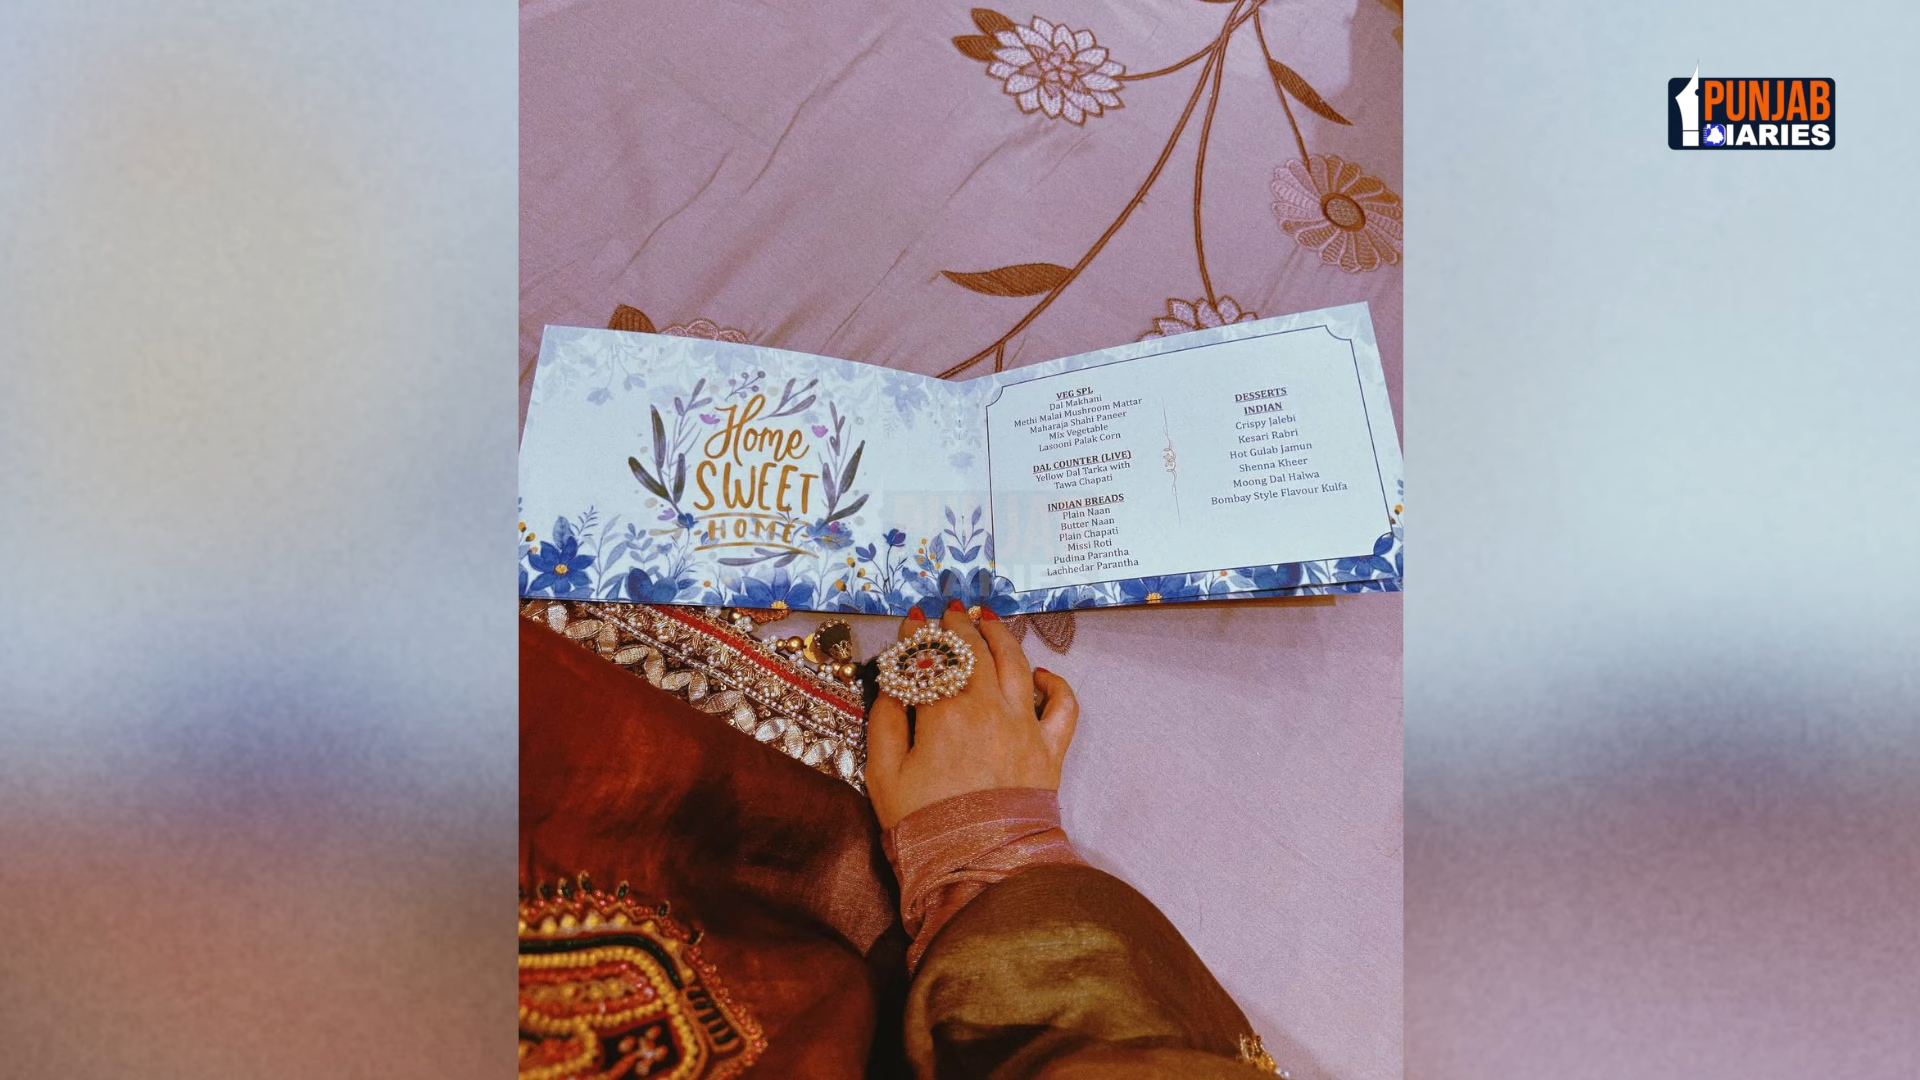 PUNJAB
DIARIES
Home
SWEET
HOME
VEG SPL
Dal Makhani
Methi Malai Mushroom Mattar
Maharaja Shahi Paneer
Mix Vegetable
Lasooni Palak Corn
DAL COUNTER (LIVE)
Yellow Dal Tarka with
Tawa Chapati
INDIAN BREADS
Plain Naan
Butter Naan
Plain Chapati
Missi Roti
Pudina Parantha
Lachhedar Parantha
DESSERTS
INDIAN
Crispy Jalebi
Kesari Rabri
Hot Gulab Jamun
Shenna Kheer
Moong Dal Halwa
Bombay Style Flavour Kulfa